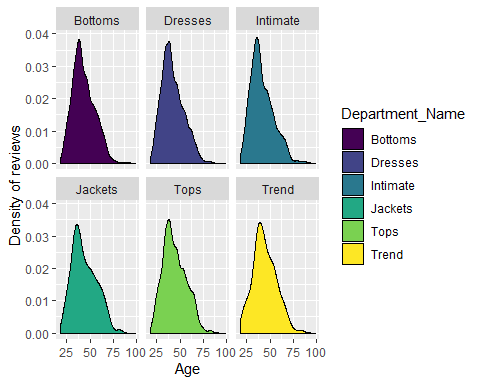 Bottoms Dresses Intimate
0.04
0.03
0.02
0.01
0.00
Jackets Tops Trend
0.04
0.03
0.02
0.01
0.00
25 50 75 100 25 50 75 100 25 50 75 100
Age
Density of reviews
Department_Name
Bottoms
Dresses
Intimate
Jackets
Tops
Trend